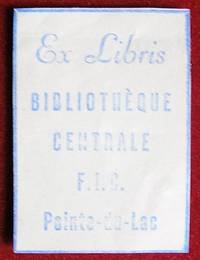 Ex Libris
BIBLIOTHÈQUE
CENTRALE
F.I.C.
Pointe-du-Lac